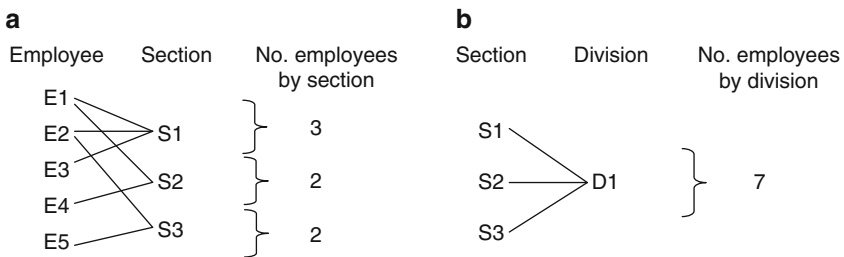 a
Employee Section No. employees
by section
E1
E2
E3
E4
E5
S1
S2
S3
3
2
2
b
Section Division No. employees
by division
S1
S2
S3
D1
7